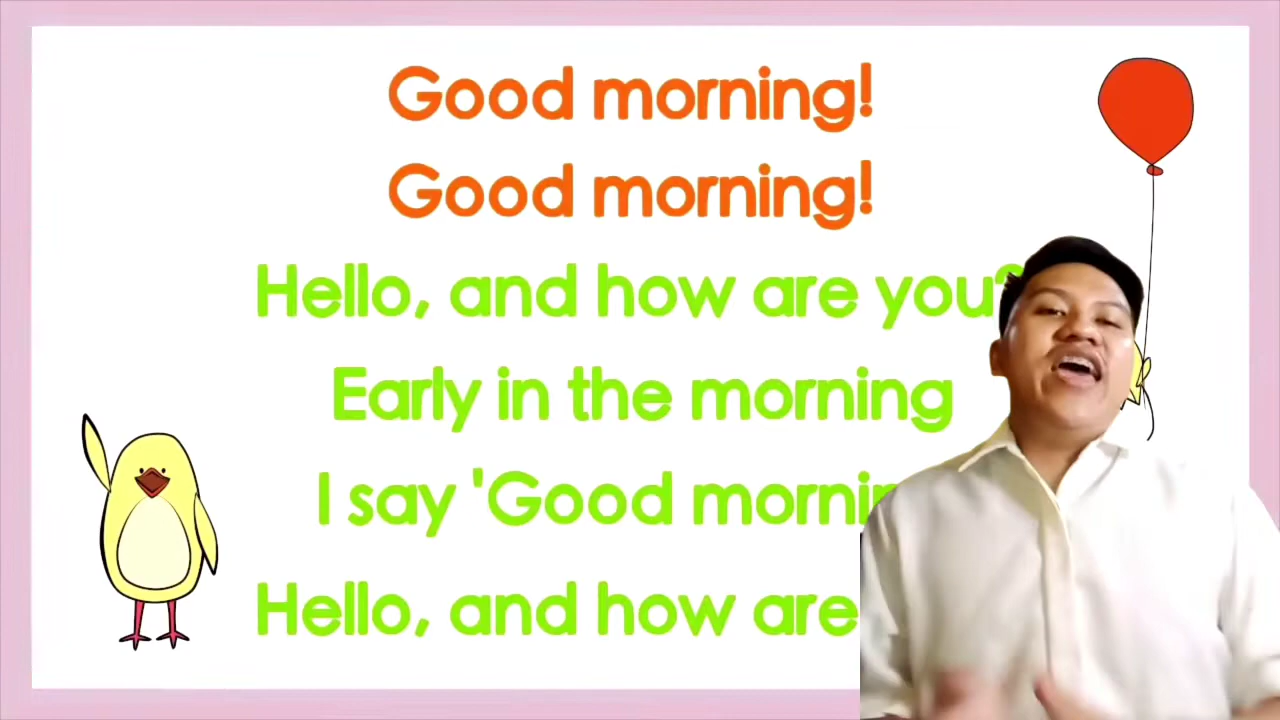 Good morning!
Good morning!
Hello, and how are you?
Early in the morning
I say 'Good
Hello, and how are